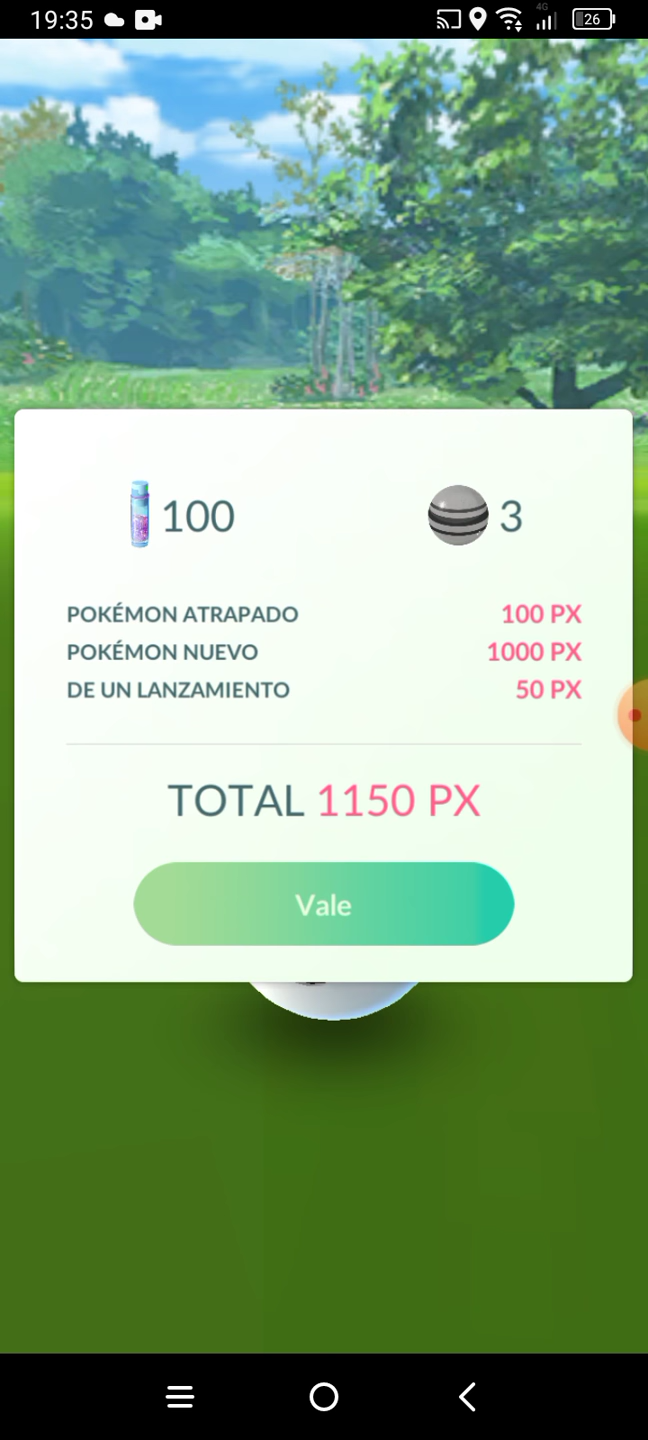 19:35
4G
26
100
3
POKÉMON ATRAPADO 100 PX
POKÉMON NUEVO 1000 PX
DE UN LANZAMIENTO 50 PX
TOTAL 1150 PX
Vale